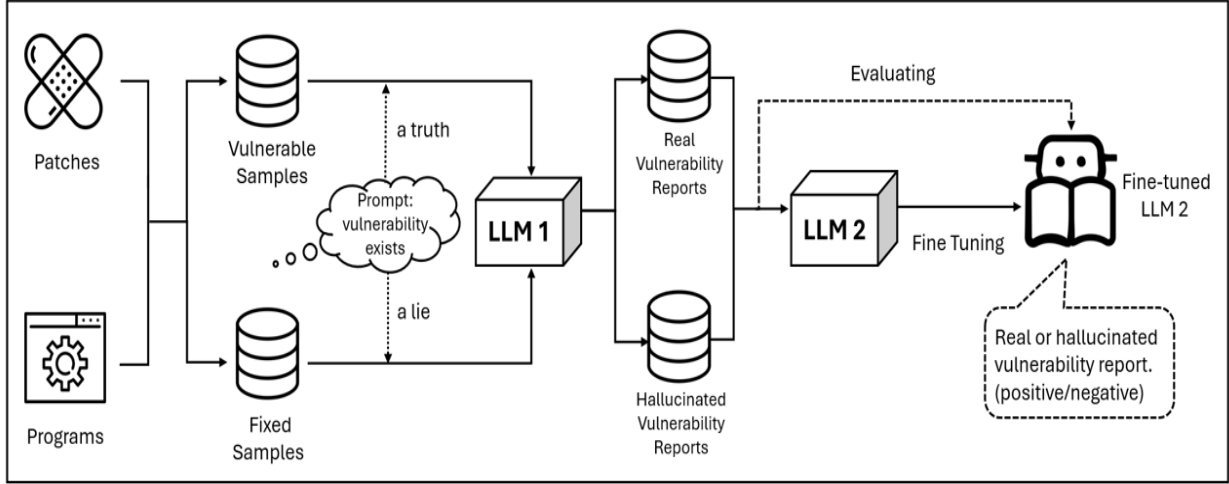 Patches
Programs
Vulnerable
Samples
a truth
Prompt:
vulnerability
exists
a lie
Fixed
Samples
LLM 1
Real
Vulnerability
Reports
Hallucinated
Vulnerability
Reports
Evaluating
LLM 2
Fine Tuning
Fine-tuned
LLM 2
Real or hallucinated
vulnerability report.
(positive/negative)